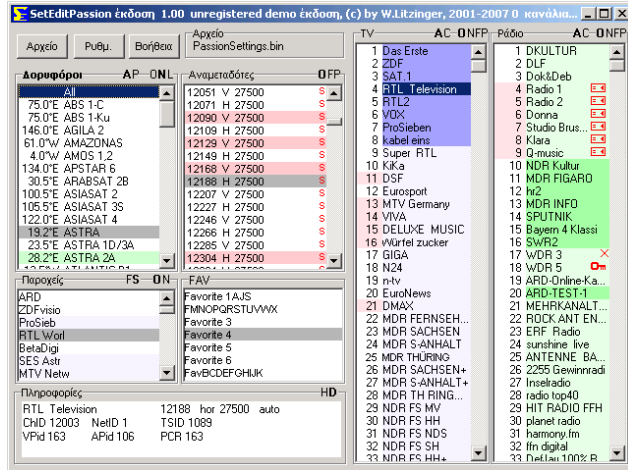 SetEditPassion έκδοση 1.00 unregistered demo έκδοση, (c) by W.Litzinger, 2001-2007 0 κανάλια...
Αρχείο Ρυθμ. Βοήθεια
Αρχείο
PassionSettings.bin
Δορυφόροι AP ONL
All
75.0°E ABS 1-C
75.0°E ABS 1-Ku
146.0°E AGILA 2
61.0°W AMAZONAS
4.0°W AMOS 1,2
134.0°E APSTAR 6
30.5°E ARABSAT 2B
100.5°E ASIASAT 2
105.5°E ASIASAT 3S
122.0°E ASIASAT 4
19.2°E ASTRA
23.5°E ASTRA 1D/3A
28.2°E ASTRA 2A
Αναμεταδότες OFP
12051 V 27500 S
12071 H 27500 S
12090 V 27500 S
12109 H 27500 S
12129 V 27500 S
12149 H 27500 S
12168 V 27500 S
12188 H 27500 S
12207 V 27500 S
12227 H 27500 S
12246 V 27500 S
12266 H 27500 S
12285 V 27500 S
12304 H 27500 S
Παροχείς FS ON
ARD
ZDFvisio
ProSieb
RTL Worl
BetaDigi
SES Astr
MTV Netw
FAV
Favorite 1AJS
FMNOPQRSTUVWX
Favorite 3
Favorite 4
Favorite 5
Favorite 6
FavBCDEFGHIJK
Πληροφορίες HD
RTL Television 12188 hor 27500 auto
ChID 12003 NetID 1 TSID 1089
VPid 163 APid 106 PCR 163
TV AC ONFP
1 Das Erste
2 ZDF
3 SAT.1
4 RTL Television
5 RTL2
6 VOX
7 ProSieben
8 kabel eins
9 Super RTL
10 KiKa
11 DSF
12 Eurosport
13 MTV Germany
14 VIVA
15 DELUXE MUSIC
16 Würfel zucker
17 GIGA
18 N24
19 n-tv
20 EuroNews
21 DMAX
22 MDR FERNSEH...
23 MDR SACHSEN
24 MDR S-ANHALT
25 MDR THÜRING
26 MDR SACHSEN+
27 MDR S-ANHALT+
28 MDR TH RING...
29 NDR FS MV
30 NDR FS HH
31 NDR FS NDS
32 NDR FS SH
33 NDR FS HH+
Ράδιο AC ONFP
1 DKULTUR
2 DLF
3 Dok&Deb
4 Radio 1
5 Radio 2
6 Donna
7 Studio Brus...
8 Klara
9 Q-music
10 NDR Kultur
11 MDR FIGARO
12 hr2
13 MDR INFO
14 SPUTNIK
15 Bayern 4 Klassi
16 SWR2
17 WDR 3
18 WDR 5
19 ARD-Online-Ka...
20 ARD-TEST-1
21 MEHRKANALT...
22 ROCK ANT EN...
23 ERF Radio
24 sunshine live
25 ANTENNE BA...
26 2255 Gewinnradi
27 Inselradio
28 radio top40
29 HIT RADIO FFH
30 planet radio
31 harmony.fm
32 ffn digital
33 DefJau 100% R